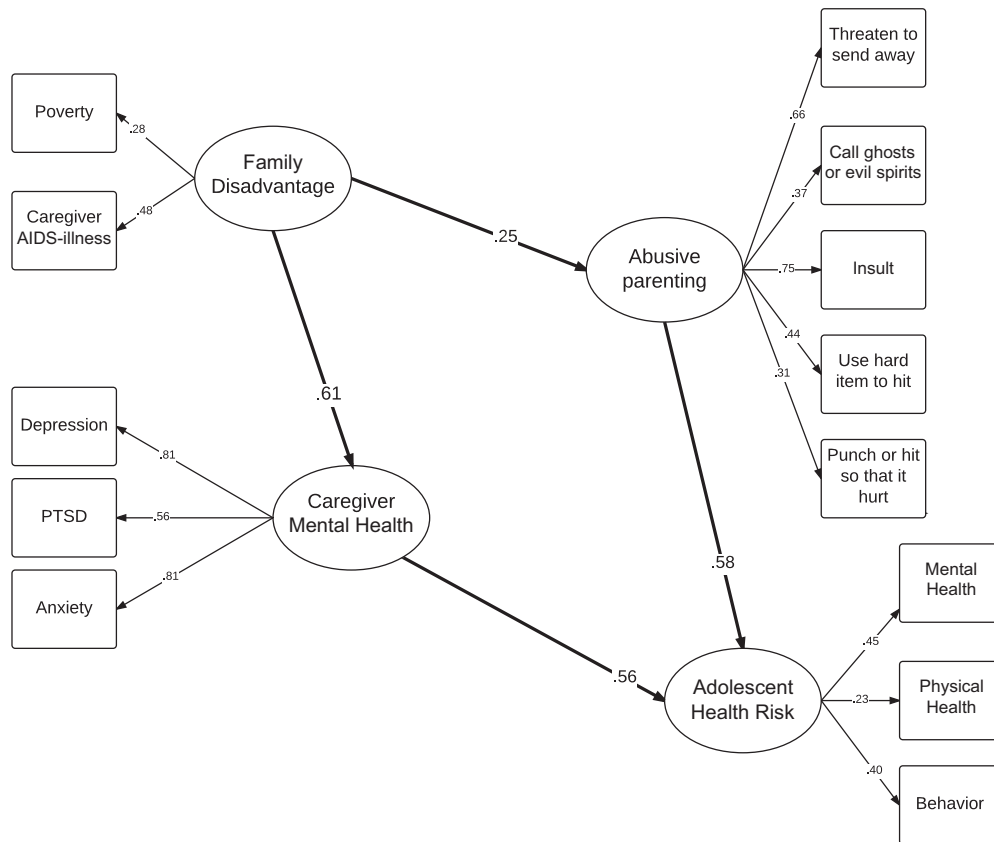 Threaten to
send away
Poverty
.28
Family
Disadvantage
.66
Call ghosts
or evil spirits
.37
Caregiver
AIDS-illness
.48
.25
Abusive
parenting
.75
Insult
.44
Use hard
item to hit
.31
.61
Depression
.81
Punch or hit
so that it
hurt
PTSD
.56
Caregiver
Mental Health
Anxiety
.81
.58
Mental
Health
.45
.56
Adolescent
Health Risk
.23
Physical
Health
.40
Behavior